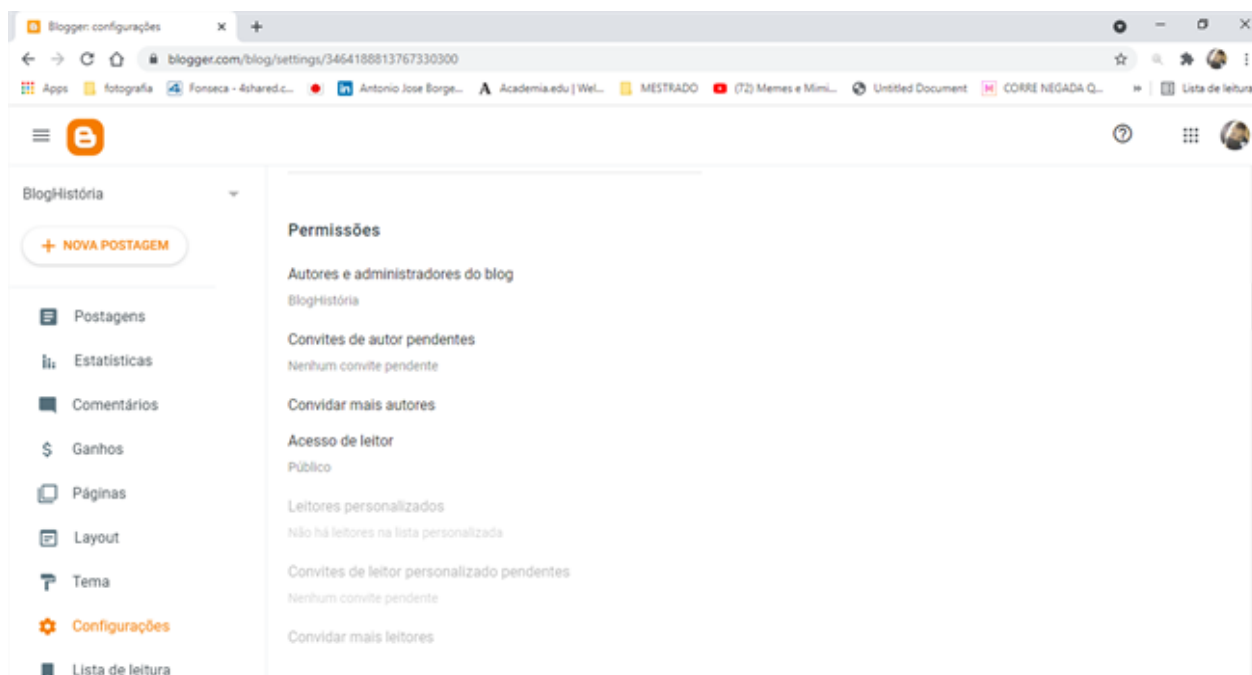 Blogger: configurações
blogger.com/blog/settings/3464188813767330300
Apps fotografia Fonseca - 4shared.c... Antonio Jose Borge... Academia.edu | Wel... MESTRADO (72) Memes e Mimi... Untitled Document CORRE NEGADA Q... Lista de leitura
BlogHistória
NOVA POSTAGEM
Postagens
Estatísticas
Comentários
Ganhos
Páginas
Layout
Tema
Configurações
Lista de leitura
Permissões
Autores e administradores do blog
BlogHistória
Convites de autor pendentes
Nenhum convite pendente
Convidar mais autores
Acesso de leitor
Público
Leitores personalizados
Não há leitores na lista personalizada
Convites de leitor personalizado pendentes
Nenhum convite pendente
Convidar mais leitores